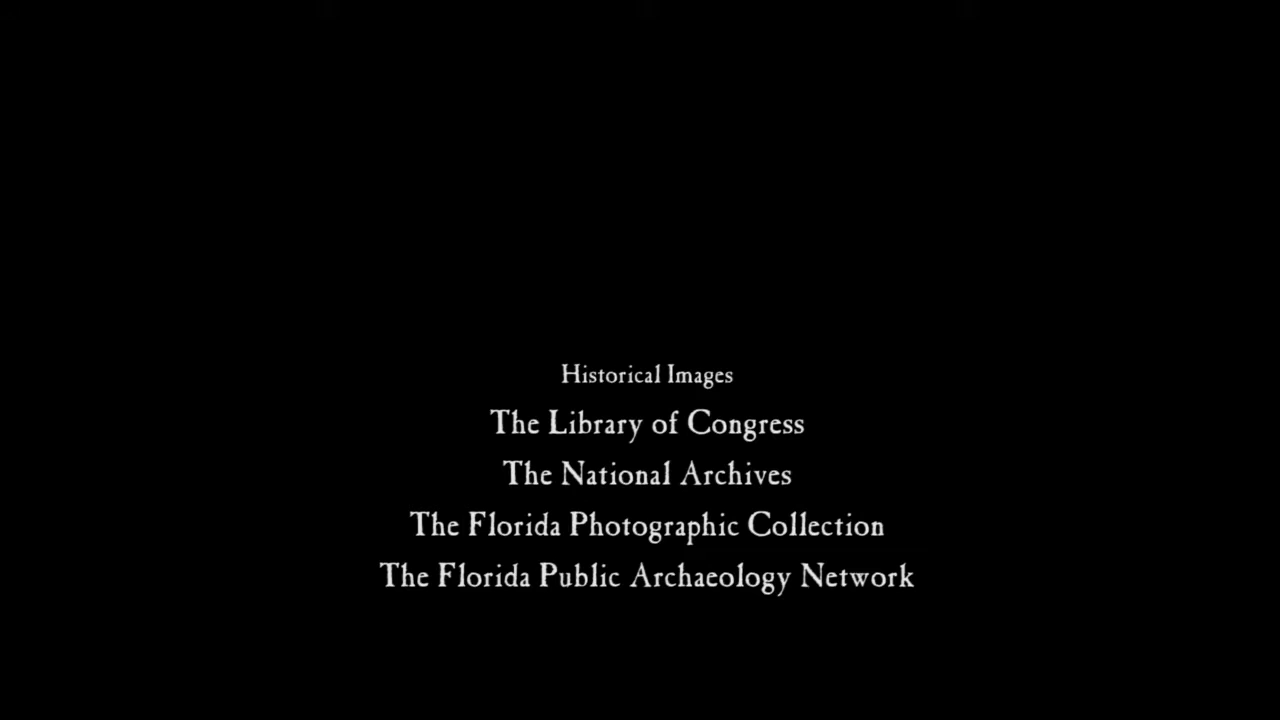 Historical Images
The Library of Congress
The National Archives
The Florida Photographic Collection
The Florida Public Archaeology Network